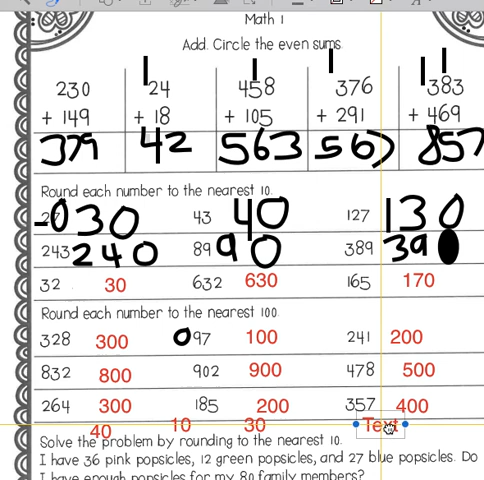 Math 1
Add. Circle the even sums.
230 24 458 376 383
+ 149 + 18 + 105 + 291 + 469
379 42 563 567 857
Round each number to the nearest 10.
27 30 43 40 127 130
243 240 89 90 389 390
32 30 632 630 165 170
Round each number to the nearest 100.
328 300 097 100 241 200
832 800 902 900 478 500
264 300 185 200 357 400
40 10 30 Text
Solve the problem by rounding to the nearest 10.
I have 36 pink popsicles, 12 green popsicles, and 27 blue popsicles. Do
I have enough popsicles for my 80 family members?